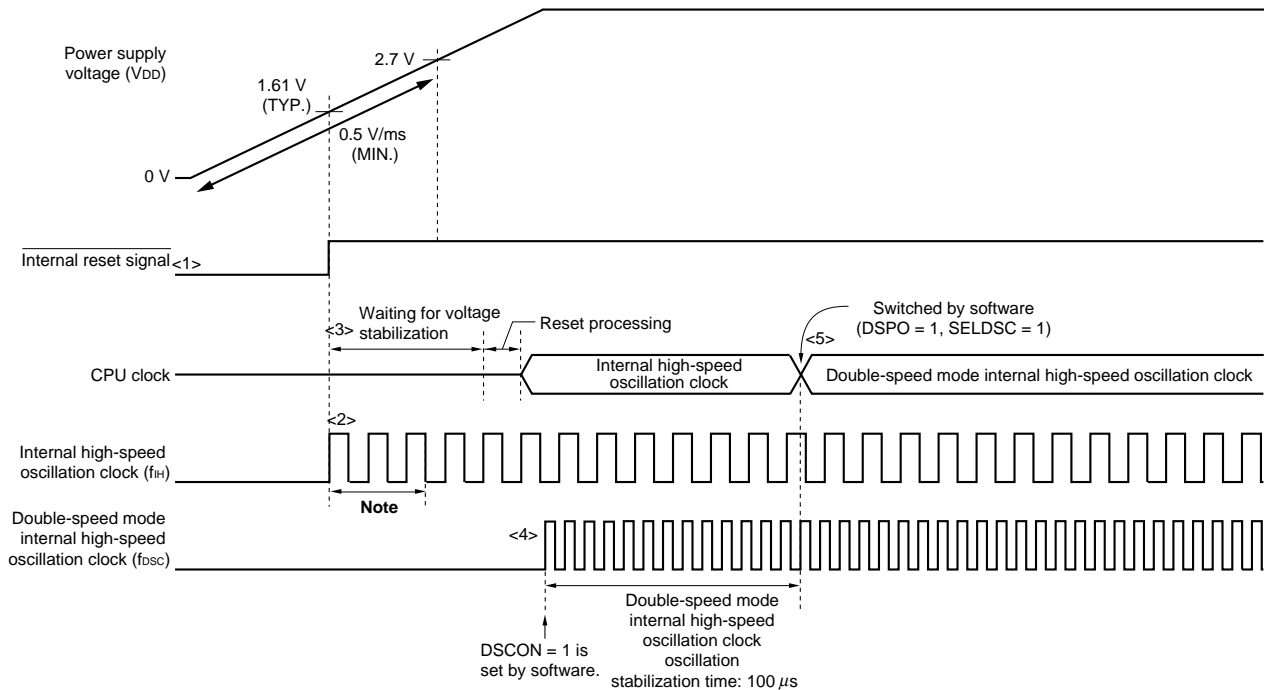 Power supply
voltage (VDD)
2.7 V
1.61 V
(TYP.)
0.5 V/ms
(MIN.)
0 V
Internal reset signal
<1>
<3>
Waiting for voltage
stabilization
Reset processing
Switched by software
(DSPO = 1, SELDSC = 1)
<5>
CPU clock
Internal high-speed
oscillation clock
Double-speed mode internal high-speed oscillation clock
<2>
Internal high-speed
oscillation clock (fIH)
Note
Double-speed mode
internal high-speed
oscillation clock (fDSC)
<4>
Double-speed mode
internal high-speed
oscillation clock
oscillation
stabilization time: 100 μs
DSCON = 1 is
set by software.